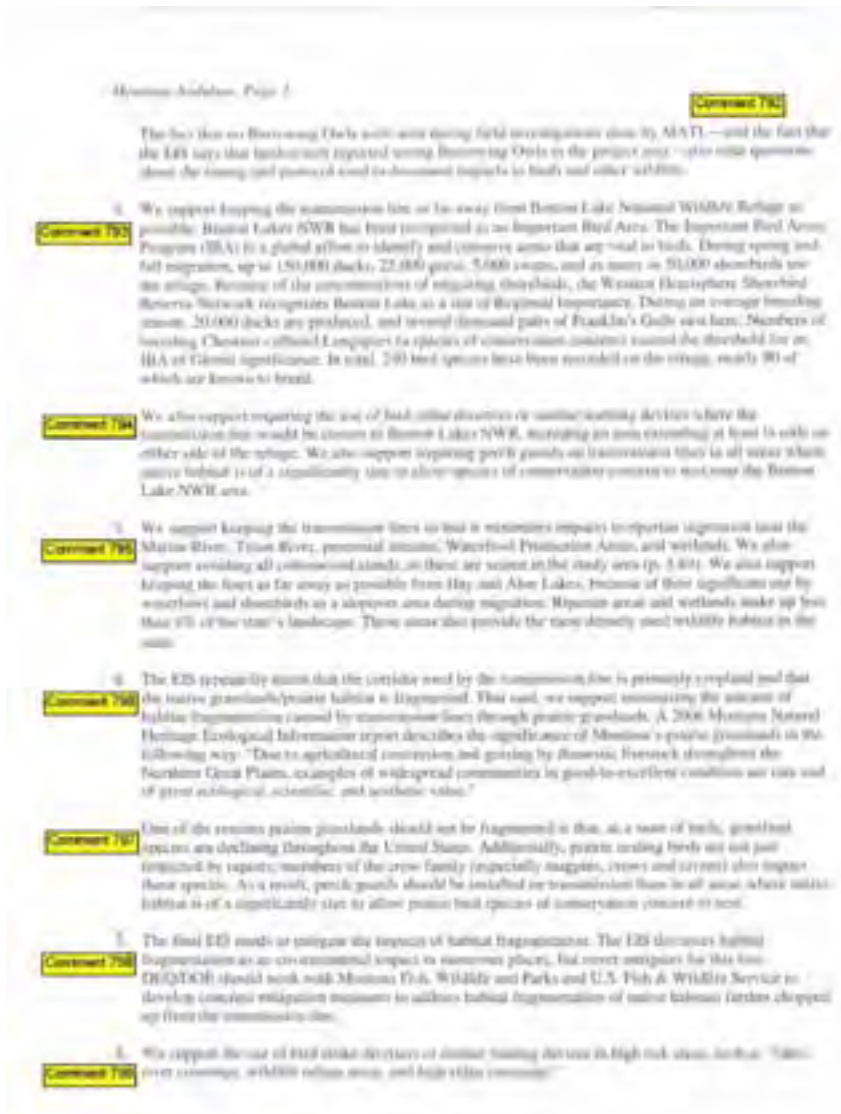 Montana Audubon, Page 2
Comment 792
The fact that no Burrowing Owls were seen during field investigations done by MATL – and the fact that
the EIS says that landowners reported seeing Burrowing Owls in the project area – also raise questions
about the timing and protocol used to document impacts to birds and other wildlife.
We support keeping the transmission line as far away from Benton Lake National Wildlife Refuge as
Comment 793
possible. Benton Lakes NWR has been recognized as an Important Bird Area. The Important Bird Areas
Program (IBA) is a global effort to identify and conserve areas that are vital to birds. During spring and
fall migration, up to 150,000 ducks, 25,000 geese, 5,000 swans, and as many as 50,000 shorebirds use
the refuge. Because of the concentrations of migrating shorebirds, the Western Hemisphere Shorebird
Reserve Network recognizes Benton Lake as a site of Regional Importance. During an average breeding
season, 20,000 ducks are produced, and several thousand pairs of Franklin's Gulls nest here. Numbers of
breeding Chestnut-collared Longspurs (a species of conservation concern) exceed the threshold for an
IBA of Global significance. In total, 240 bird species have been recorded on the refuge, nearly 90 of
which are known to breed.
Comment 794
We also support requiring the use of bird strike diverters or similar marking devices where the
transmission line would be closest to Benton Lakes NWR, including an area extending at least ¼ mile on
either side of the refuge. We also support requiring perch guards on transmission lines in all areas where
native habitat is of a significantly size to allow species of conservation concern to nest near the Benton
Lake NWR area.
We support keeping the transmission lines so that it minimizes impacts to riparian vegetation near the
Comment 795
Marias River, Teton River, perennial streams, Waterfowl Production Areas, and wetlands. We also
support avoiding all cottonwood stands, as these are scarce in the study area
We also support
keeping the lines as far away as possible from Hay and Aloe Lakes, because of their significant use by
waterfowl and shorebirds as a stopover area during migration. Riparian areas and wetlands make up less
than 4% of the state's landscape. These areas also provide the most densely used wildlife habitat in the
state.
The EIS repeatedly states that the corridor used by the transmission line is primarily cropland and that
Comment 796
the native grasslands/prairie habitat is fragmented. That said, we support minimizing the amount of
habitat fragmentation caused by transmission lines through prairie grasslands. A 2006 Montana Natural
Heritage Ecological Information report describes the significance of Montana's prairie grasslands in the
following way: "Due to agricultural conversion and grazing by domestic livestock throughout the
Northern Great Plains, examples of widespread communities in good-to-excellent condition are rare and
of great ecological, scientific, and aesthetic value."
Comment 797
One of the reasons prairie grasslands should not be fragmented is that, as a suite of birds, grassland
species are declining throughout the United States. Additionally, prairie nesting birds are not just
impacted by raptors; members of the crow family (especially magpies, crows and ravens) also impact
these species. As a result, perch guards should be installed on transmission lines in all areas where native
habitat is of a significantly size to allow prairie bird species of conservation concern to nest.
The final EIS needs to mitigate the impacts of habitat fragmentation. The EIS discusses habitat
Comment 798
fragmentation as an environmental impact in numerous places, but never mitigates for this loss.
DEQ/DOE should work with Montana Fish, Wildlife and Parks and U.S. Fish & Wildlife Service to
develop concrete mitigation measures to address habitat fragmentation of native habitats further chopped
up from the transmission line.
We support the use of bird strike diverters or similar marking devices in high risk areas, such as
Comment 799
river crossings, wildlife refuge areas, and high